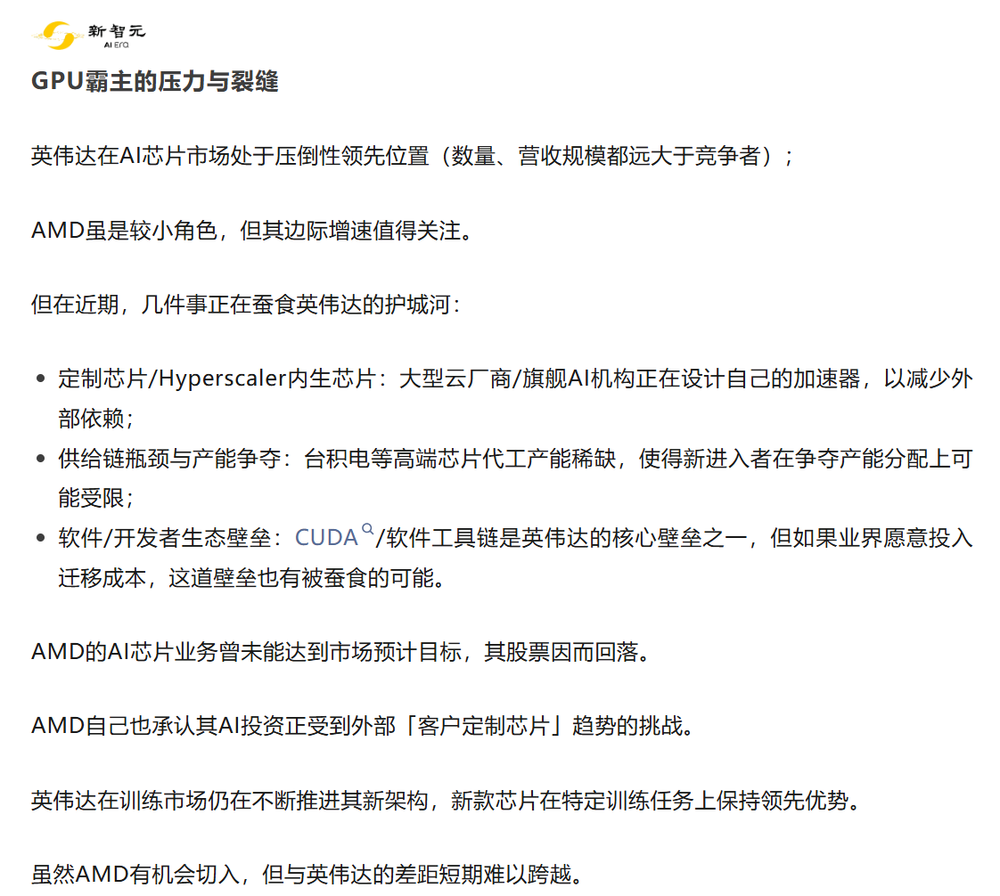 新智元
AI Era
GPU霸主的压力与裂缝
英伟达在AI芯片市场处于压倒性领先位置（数量、营收规模都远大于竞争者）；
AMD虽是较小角色，但其边际增速值得关注。
但在近期，几件事正在蚕食英伟达的护城河：
• 定制芯片/Hyperscaler内生芯片：大型云厂商/旗舰AI机构正在设计自己的加速器，以减少外
部依赖；
• 供给链瓶颈与产能争夺：台积电等高端芯片代工产能稀缺，使得新进入者在争夺产能分配上可
能受限；
• 软件/开发者生态壁垒：CUDA/软件工具链是英伟达的核心壁垒之一，但如果业界愿意投入
迁移成本，这道壁垒也有被蚕食的可能。
AMD的AI芯片业务曾未能达到市场预计目标，其股票因而回落。
AMD自己也承认其AI投资正受到外部「客户定制芯片」趋势的挑战。
英伟达在训练市场仍在不断推进其新架构，新款芯片在特定训练任务上保持领先优势。
虽然AMD有机会切入，但与英伟达的差距短期难以跨越。